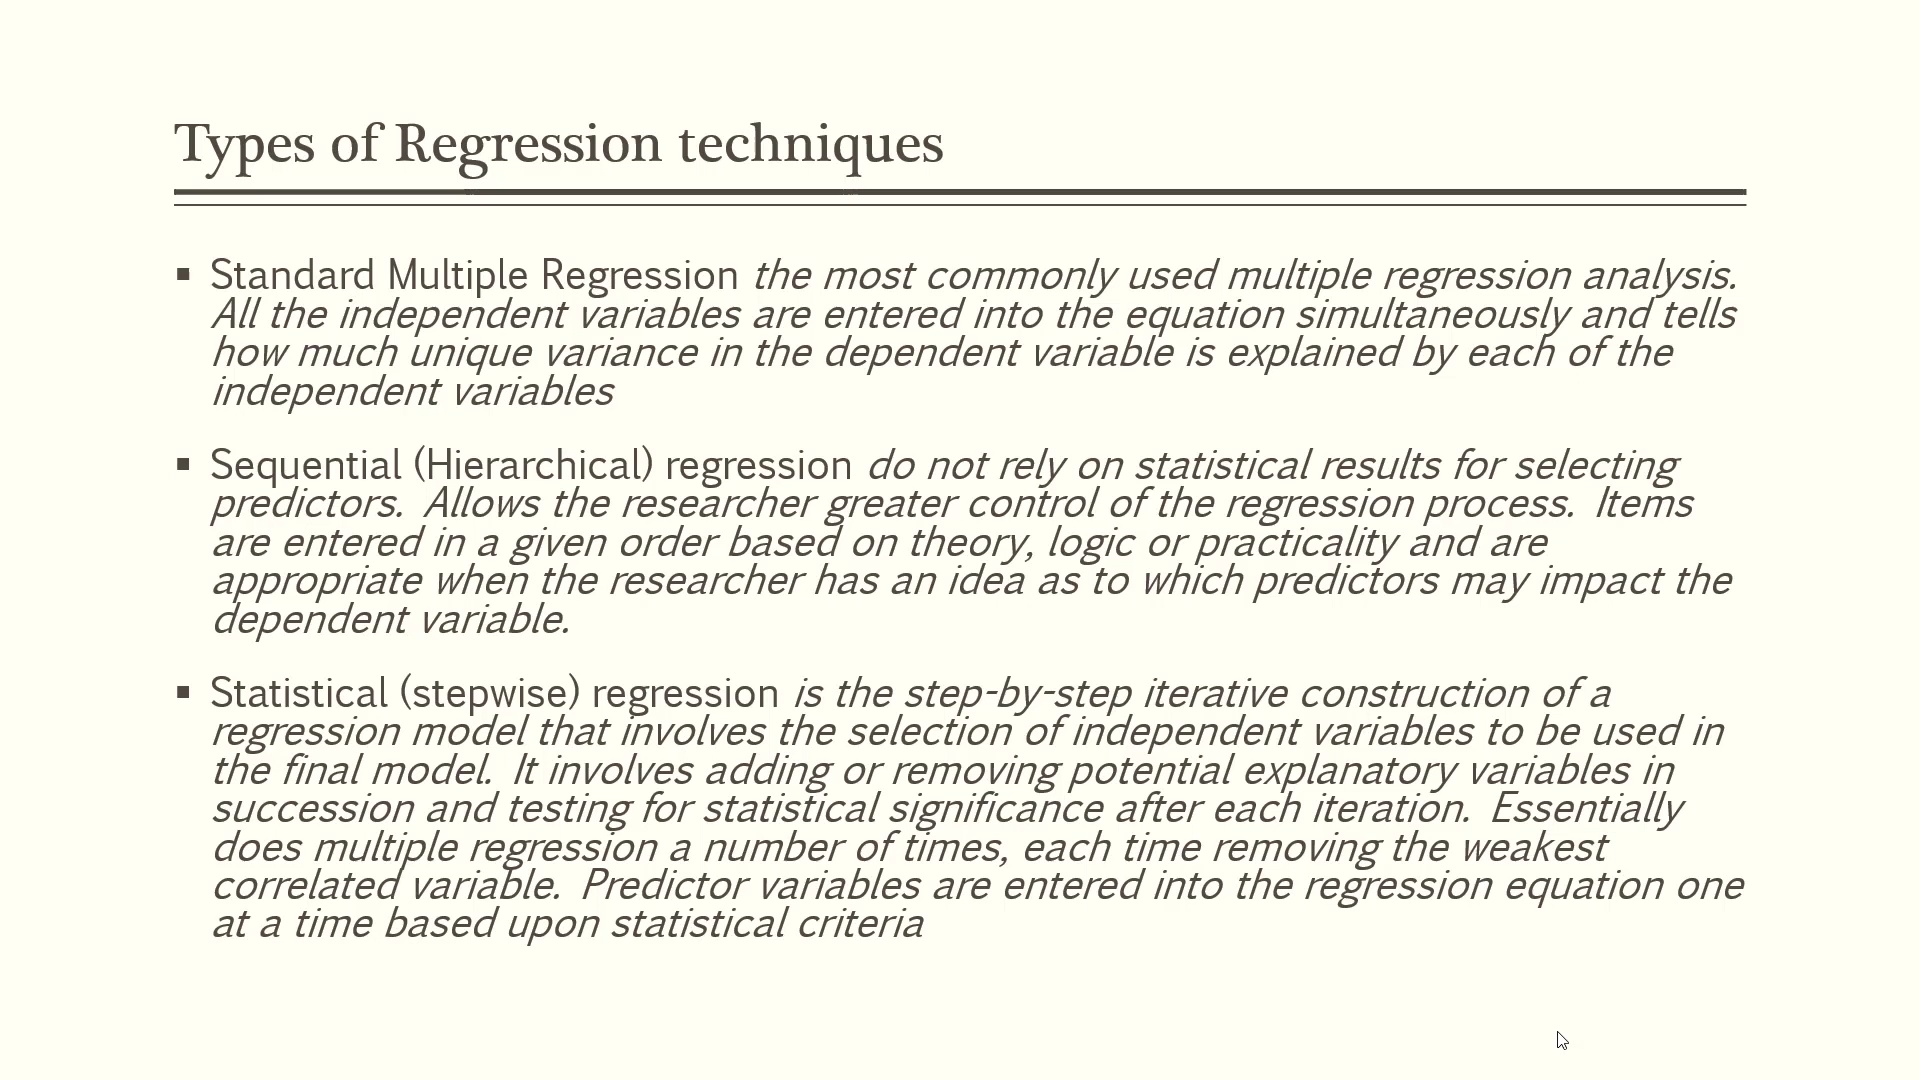 Types of Regression techniques
▪ Standard Multiple Regression the most commonly used multiple regression analysis.
All the independent variables are entered into the equation simultaneously and tells
how much unique variance in the dependent variable is explained by each of the
independent variables
▪ Sequential (Hierarchical) regression do not rely on statistical results for selecting
predictors.  Allows the researcher greater control of the regression process.  Items
are entered in a given order based on theory, logic or practicality and are
appropriate when the researcher has an idea as to which predictors may impact the
dependent variable.
▪ Statistical (stepwise) regression is the step-by-step iterative construction of a
regression model that involves the selection of independent variables to be used in
the final model.  It involves adding or removing potential explanatory variables in
succession and testing for statistical significance after each iteration.  Essentially
does multiple regression a number of times, each time removing the weakest
correlated variable.  Predictor variables are entered into the regression equation one
at a time based upon statistical criteria